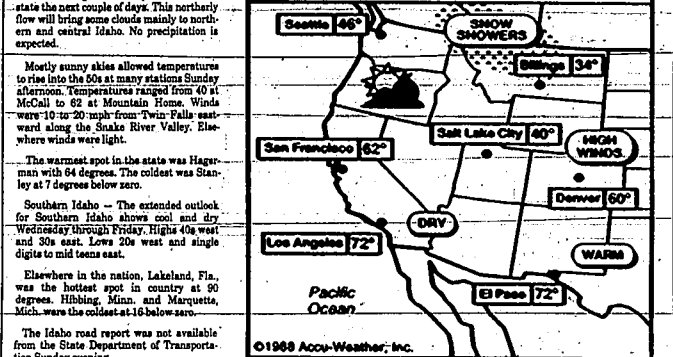 state the next couple of days. This northerly
flow will bring some clouds mainly to north-
ern and central Idaho. No precipitation is
expected.
Mostly sunny skies allowed temperatures
to rise into the 50s at many stations Sunday
afternoon. Temperatures ranged from 40 at
McCall to 62 at Mountain Home. Winds
were 10 to 20 mph from Twin Falls east-
ward along the Snake River Valley. Else-
where winds were light.
The warmest spot in the state was Hager-
man with 64 degrees. The coldest was Stan-
ley at 7 degrees below zero.
Southern Idaho — The extended outlook
for Southern Idaho shows cool and dry
Wednesday through Friday. Highs 40s west
and 30s east. Lows 20s west and single
digits to mid teens east.
Elsewhere in the nation, Lakeland, Fla.,
was the hottest spot in country at 90
degrees. Hibbing, Minn. and Marquette,
Mich. were the coldest at 16 below zero.
The Idaho road report was not available
from the State Department of Transporta-
tion Sunday evening.
Seattle 46°
SNOW
SHOWERS
Billings 34°
San Francisco 62°
Salt Lake City 40°
HIGH
WINDS
Denver 60°
DRY
Los Angeles 72°
WARM
El Paso 72°
Pacific
Ocean
©1988 Accu-Weather, Inc.